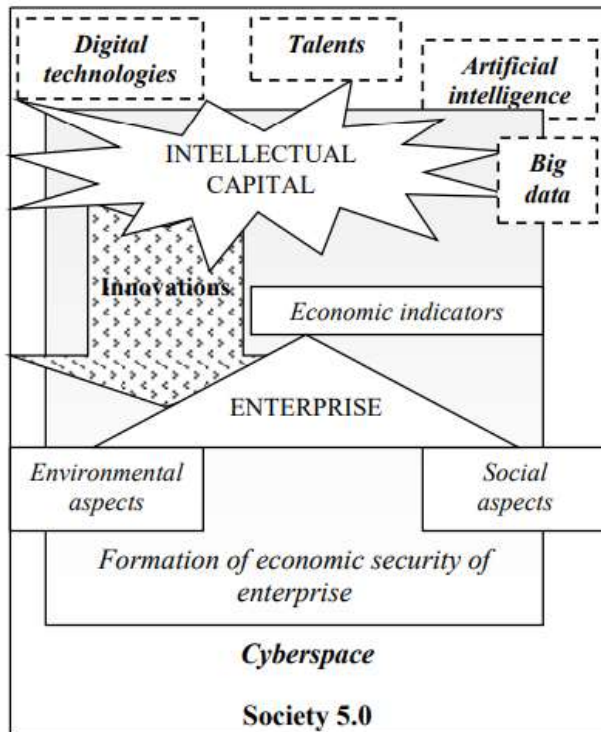 Digital
technologies
Talents
Artificial
intelligence
INTELLECTUAL
CAPITAL
Big
data
Innovations
Economic indicators
ENTERPRISE
Environmental
aspects
Social
aspects
Formation of economic security of
enterprise
Cyberspace
Society 5.0